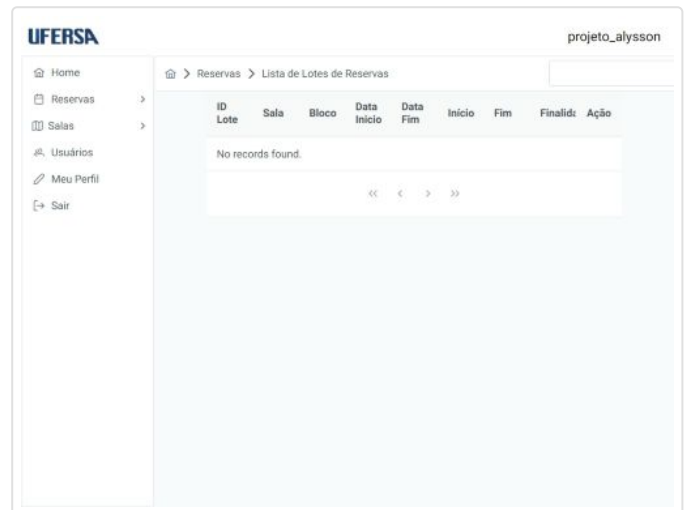 UFERSA
projeto_alysson
Home
Reservas > Lista de Lotes de Reservas
Reservas
Salas
Usuários
Meu Perfil
Sair
ID Lote Sala Bloco Data Inicio Data Fim Início Fim Finalida Ação
No records found.